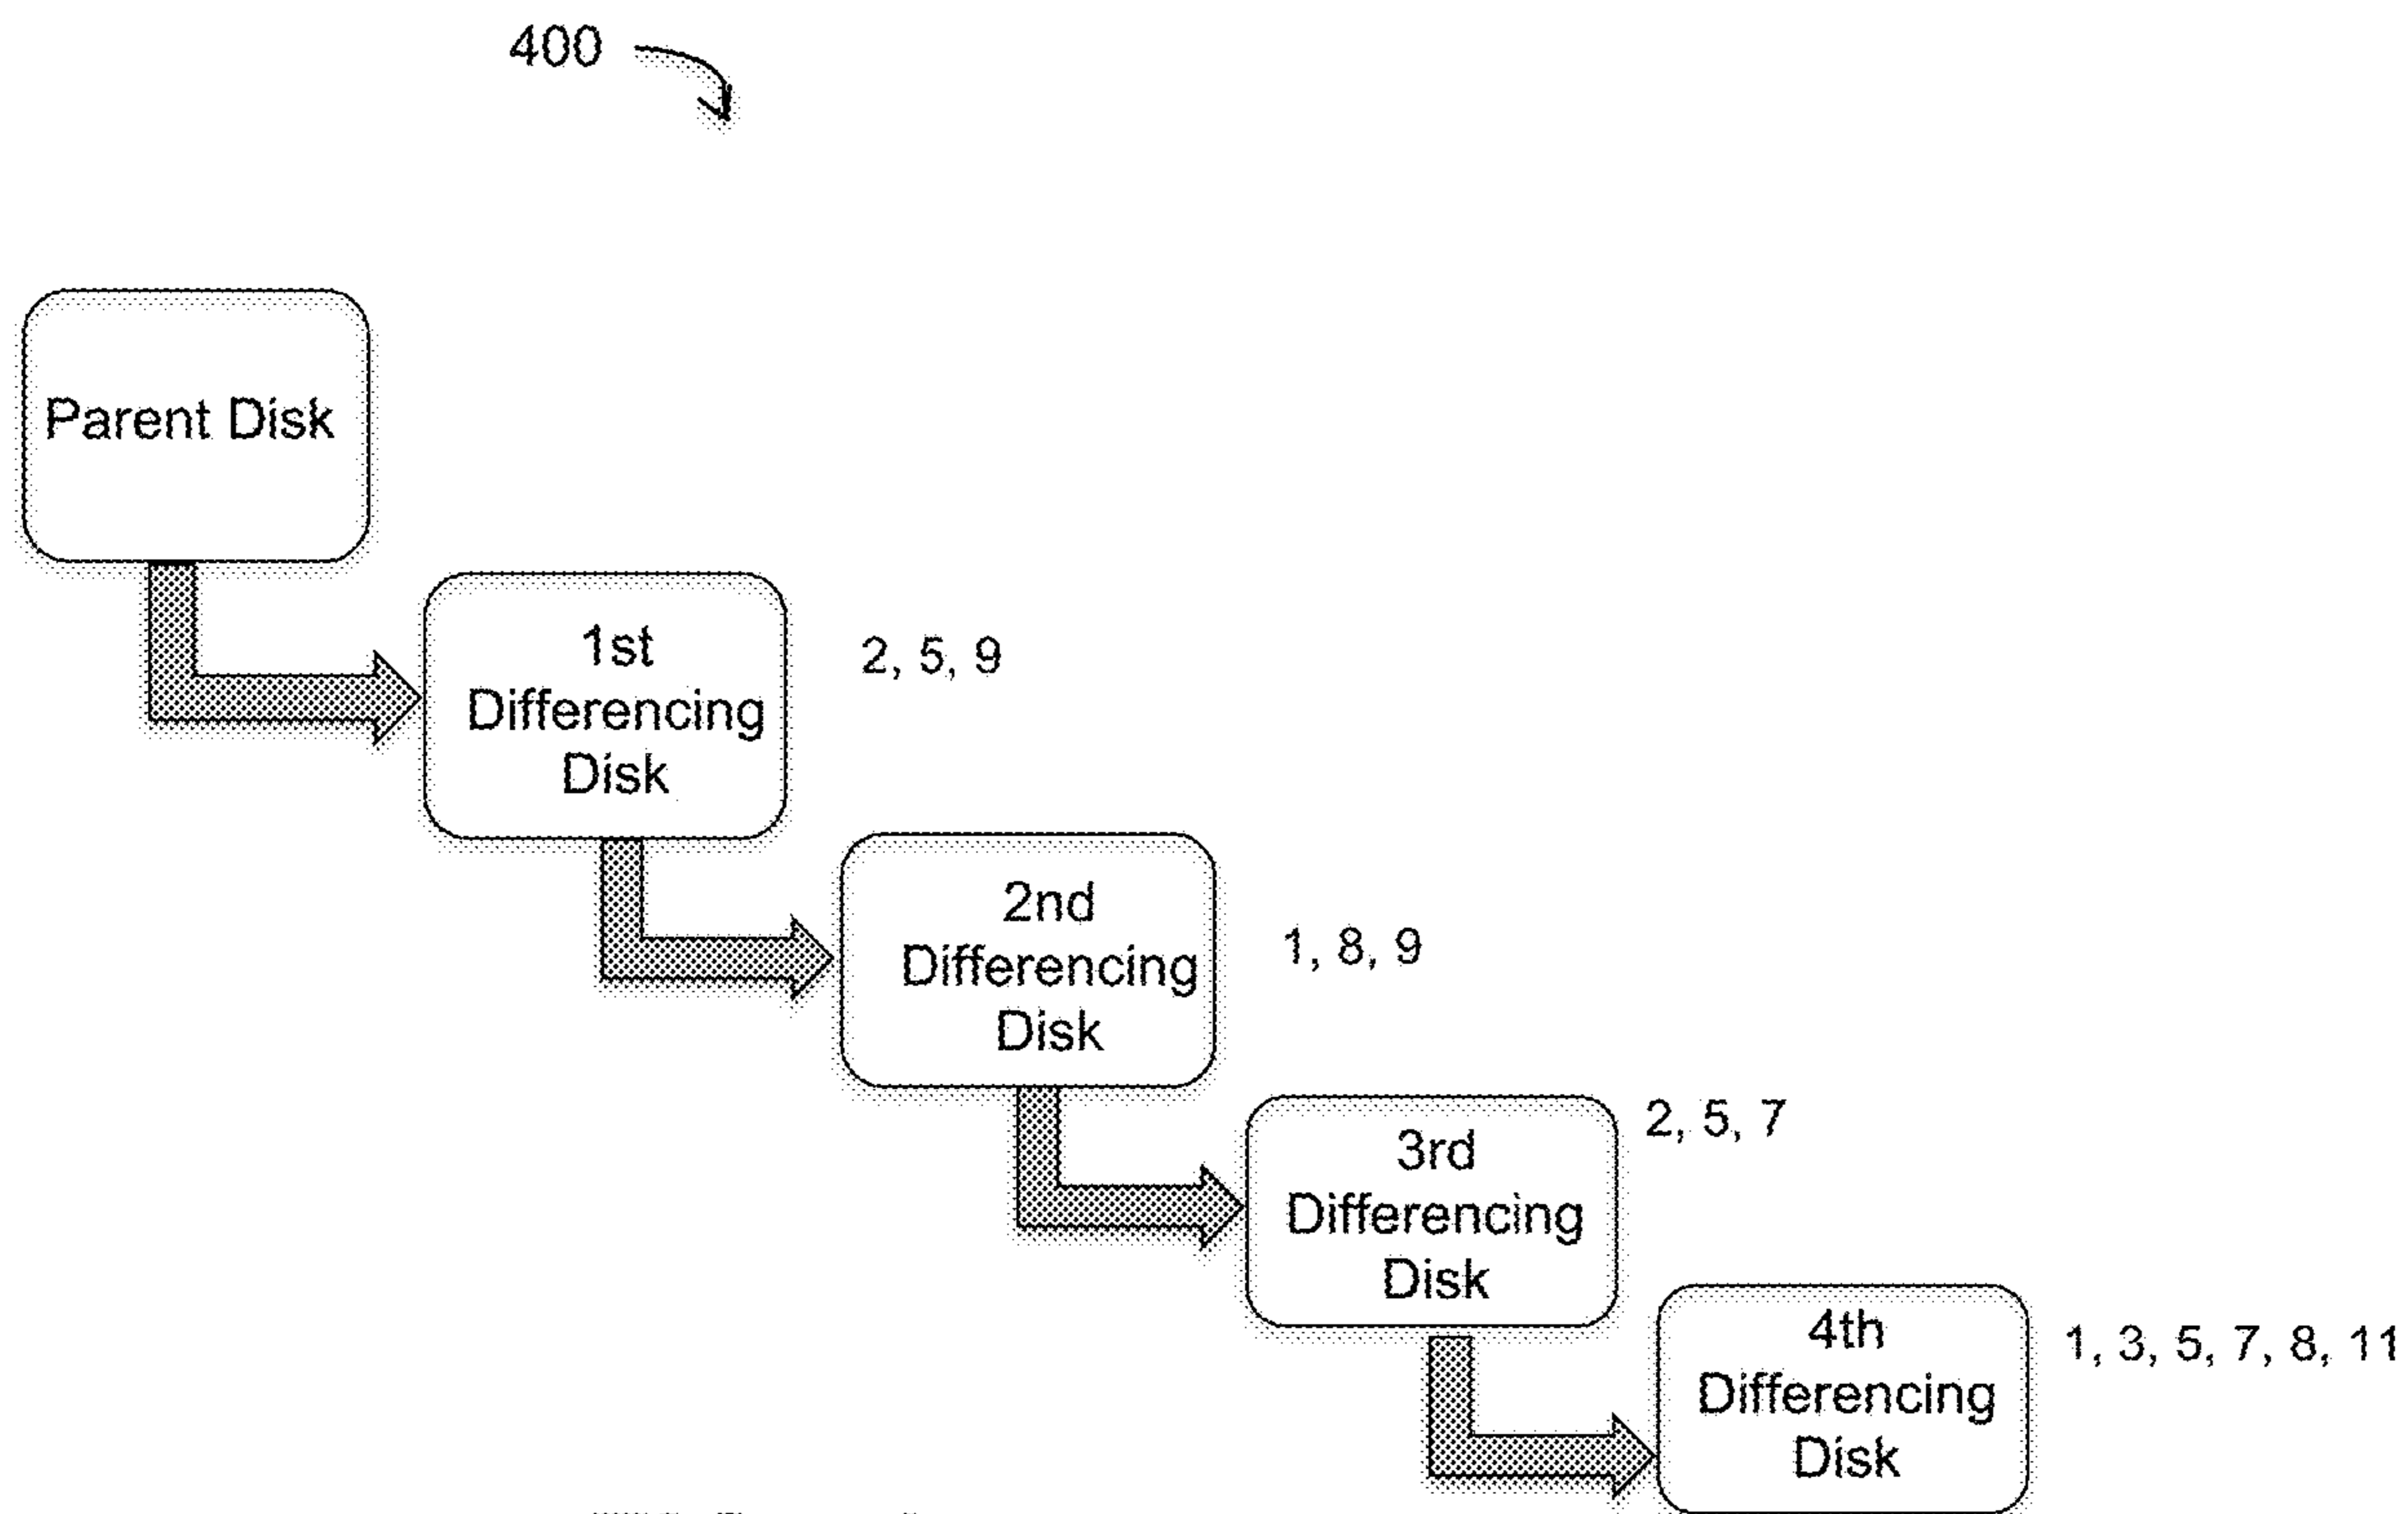 400
Parent Disk
1st
Differencing
Disk
2, 5, 9
2nd
Differencing
Disk
1, 8, 9
3rd
Differencing
Disk
2, 5, 7
4th
Differencing
Disk
1, 3, 5, 7, 8, 11